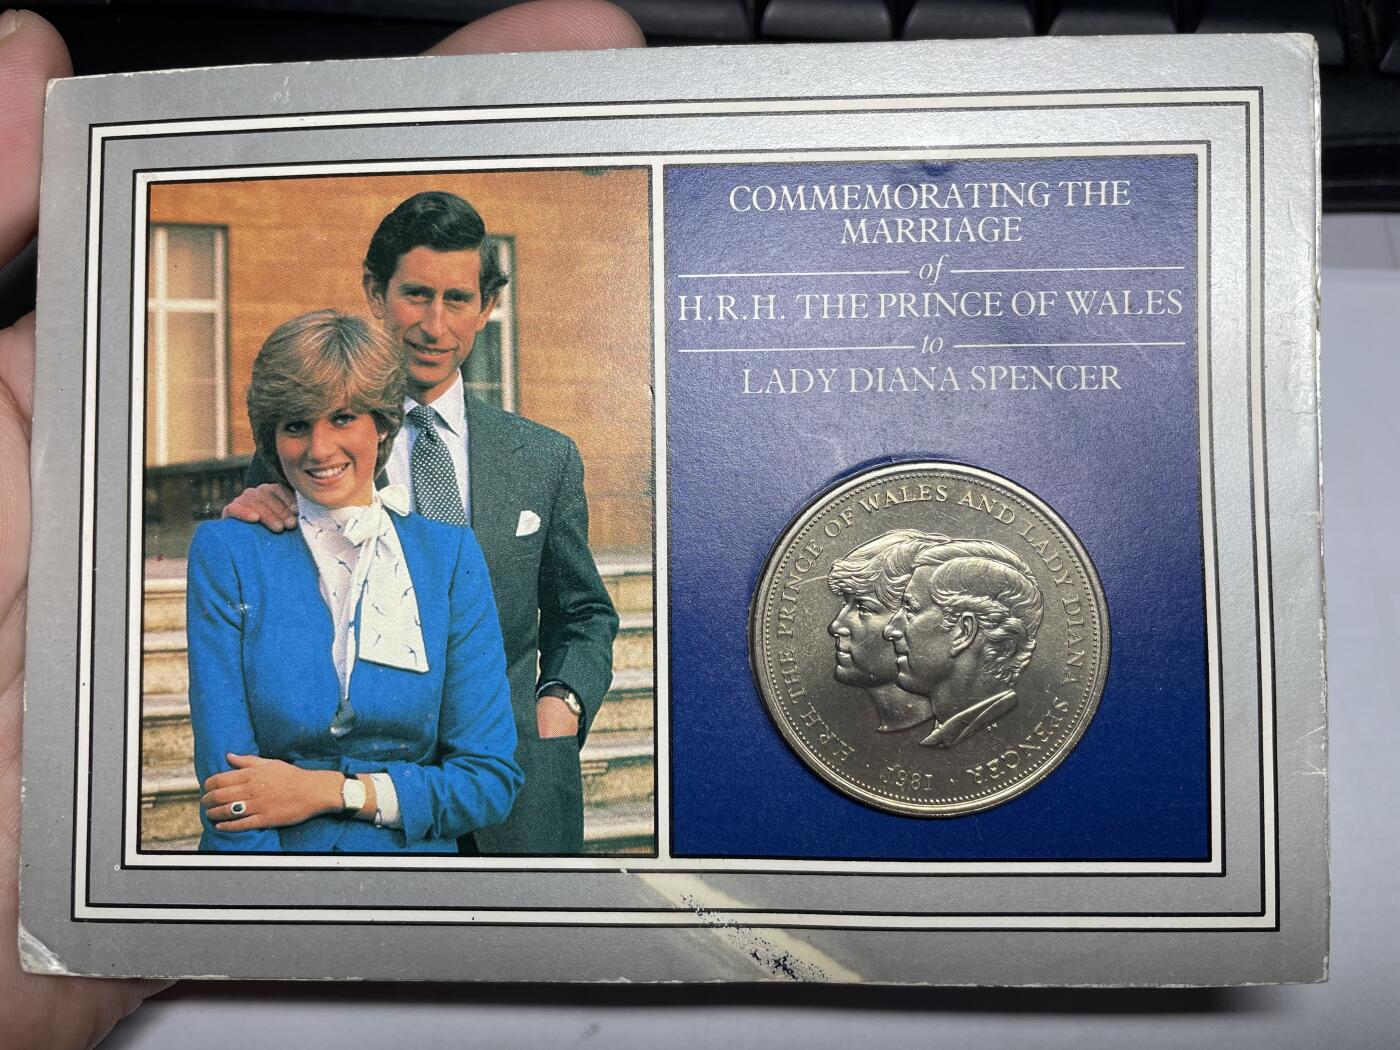 COMMEMORATING THE
MARRIAGE
of
H.R.H. THE PRINCE OF WALES
to
LADY DIANA SPENCER
H.R.H. THE PRINCE OF WALES AND LADY DIANA SPENCER · 1981 ·